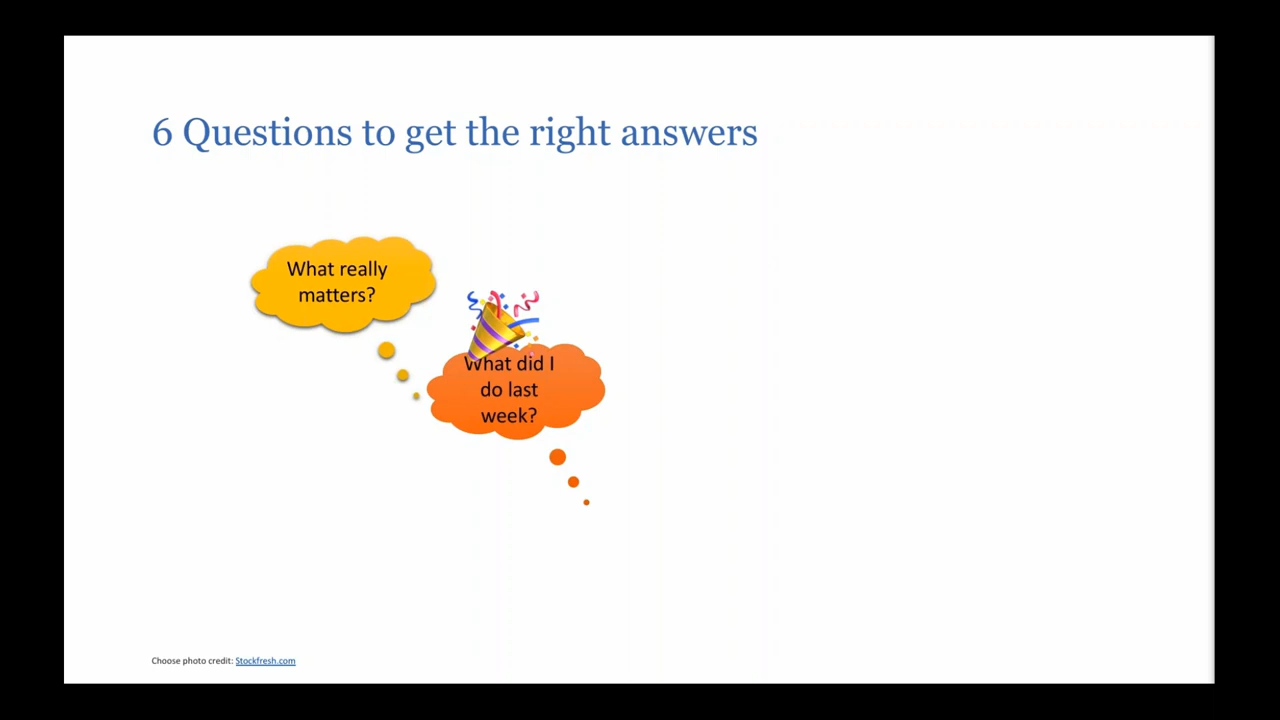 6 Questions to get the right answers
What really
matters?
What did I
do last
week?
Choose photo credit: Stockfresh.com